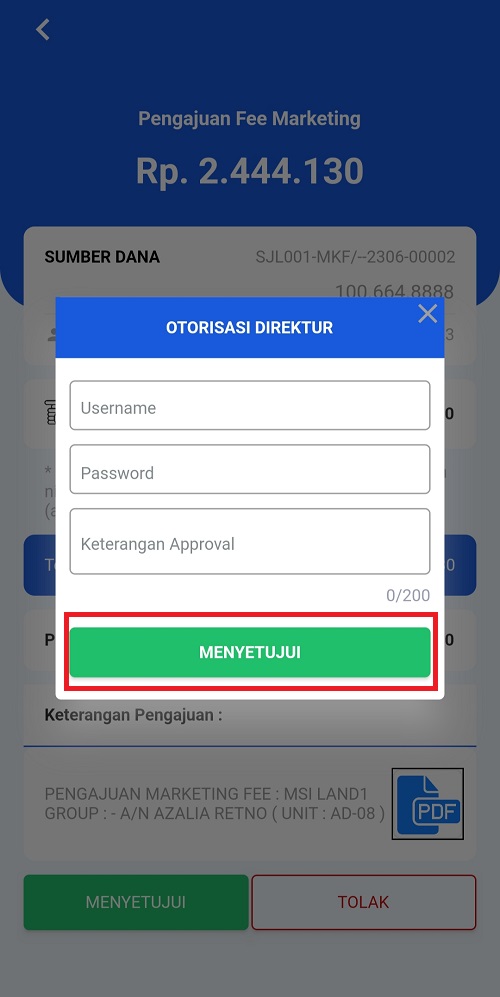 Pengajuan Fee Marketing
Rp. 2.444.130
SUMBER DANA
SJL001-MKF/--2306-00002
100.664.8888
OTORISASI DIREKTUR
Username
Password
Keterangan Approval
0/200
MENYETUJUI
Keterangan Pengajuan :
PENGAJUAN MARKETING FEE : MSI LAND1
GROUP : - A/N AZALIA RETNO ( UNIT : AD-08 )
PDF
MENYETUJUI
TOLAK